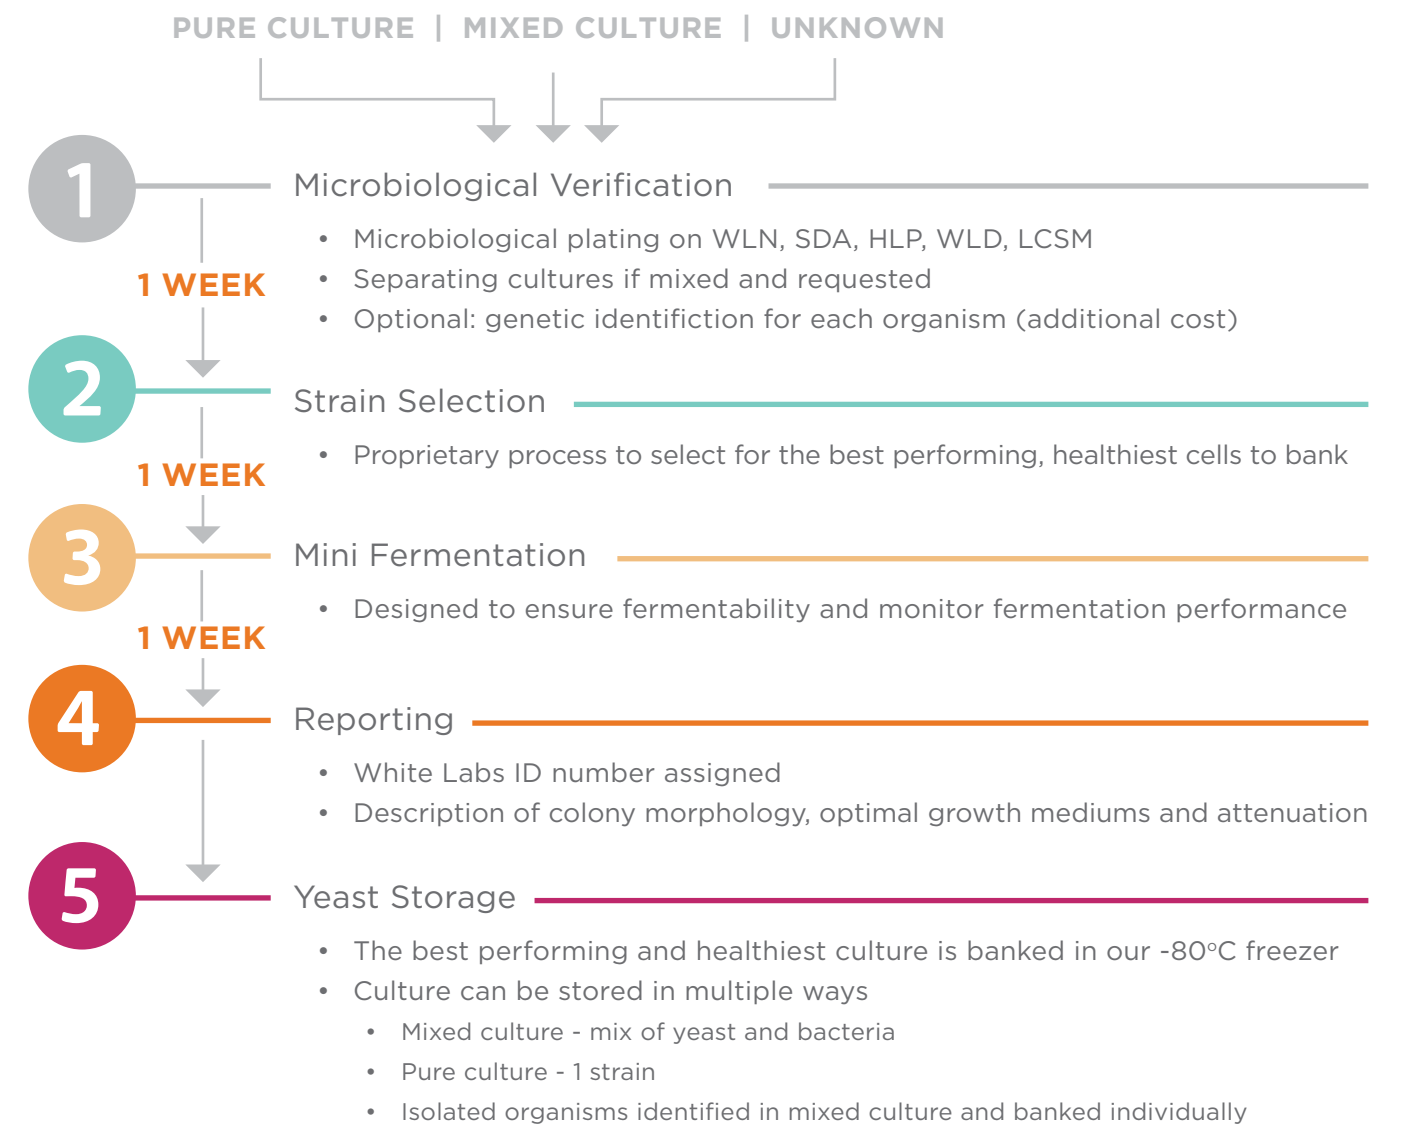 PURE CULTURE | MIXED CULTURE | UNKNOWN
1
Microbiological Verification
• Microbiological plating on WLN, SDA, HLP, WLD, LCSM
• Separating cultures if mixed and requested
• Optional: genetic identifiction for each organism (additional cost)
1 WEEK
2
Strain Selection
• Proprietary process to select for the best performing, healthiest cells to bank
1 WEEK
3
Mini Fermentation
• Designed to ensure fermentability and monitor fermentation performance
1 WEEK
4
Reporting
• White Labs ID number assigned
• Description of colony morphology, optimal growth mediums and attenuation
5
Yeast Storage
• The best performing and healthiest culture is banked in our -80°C freezer
• Culture can be stored in multiple ways
• Mixed culture - mix of yeast and bacteria
• Pure culture - 1 strain
• Isolated organisms identified in mixed culture and banked individually